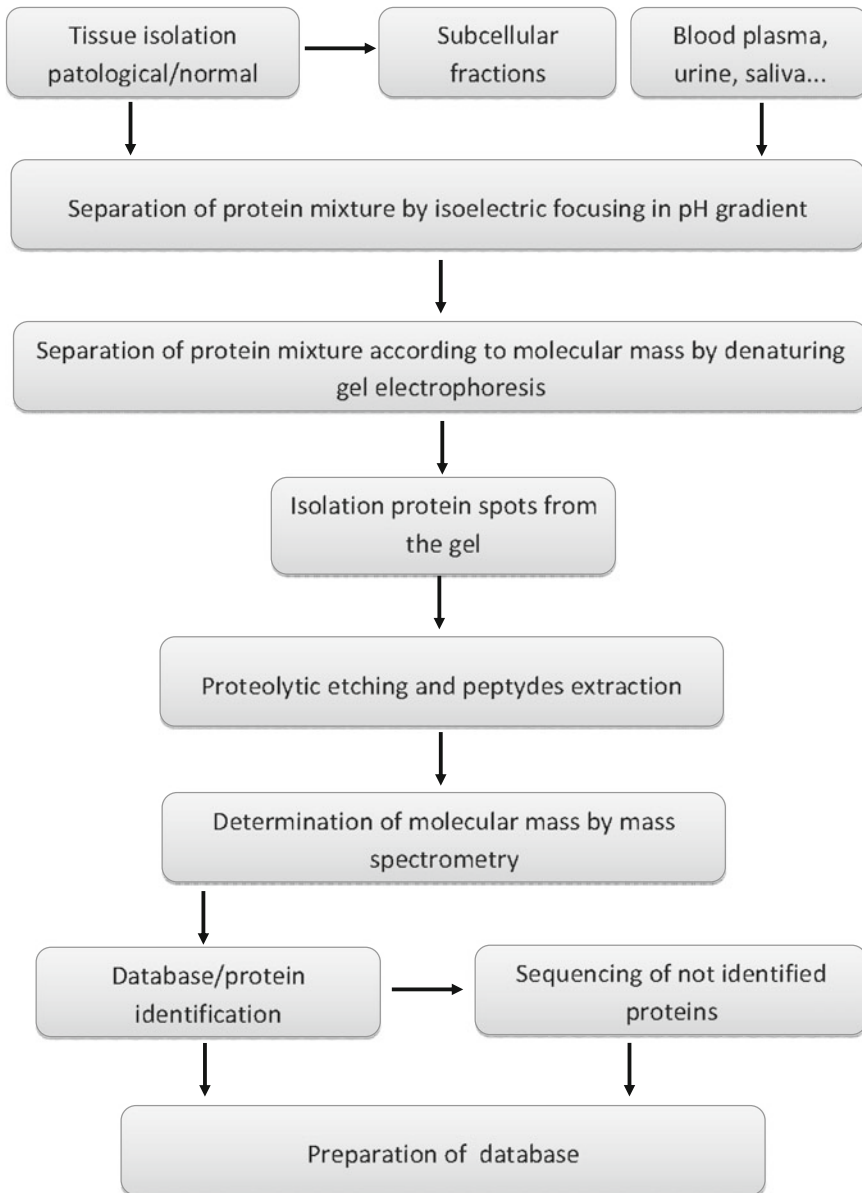 Tissue isolation
patological/normal
Subcellular
fractions
Blood plasma,
urine, saliva...
Separation of protein mixture by isoelectric focusing in pH gradient
Separation of protein mixture according to molecular mass by denaturing
gel electrophoresis
Isolation protein spots from
the gel
Proteolytic etching and peptydes extraction
Determination of molecular mass by mass
spectrometry
Database/protein
identification
Sequencing of not identified
proteins
Preparation of database